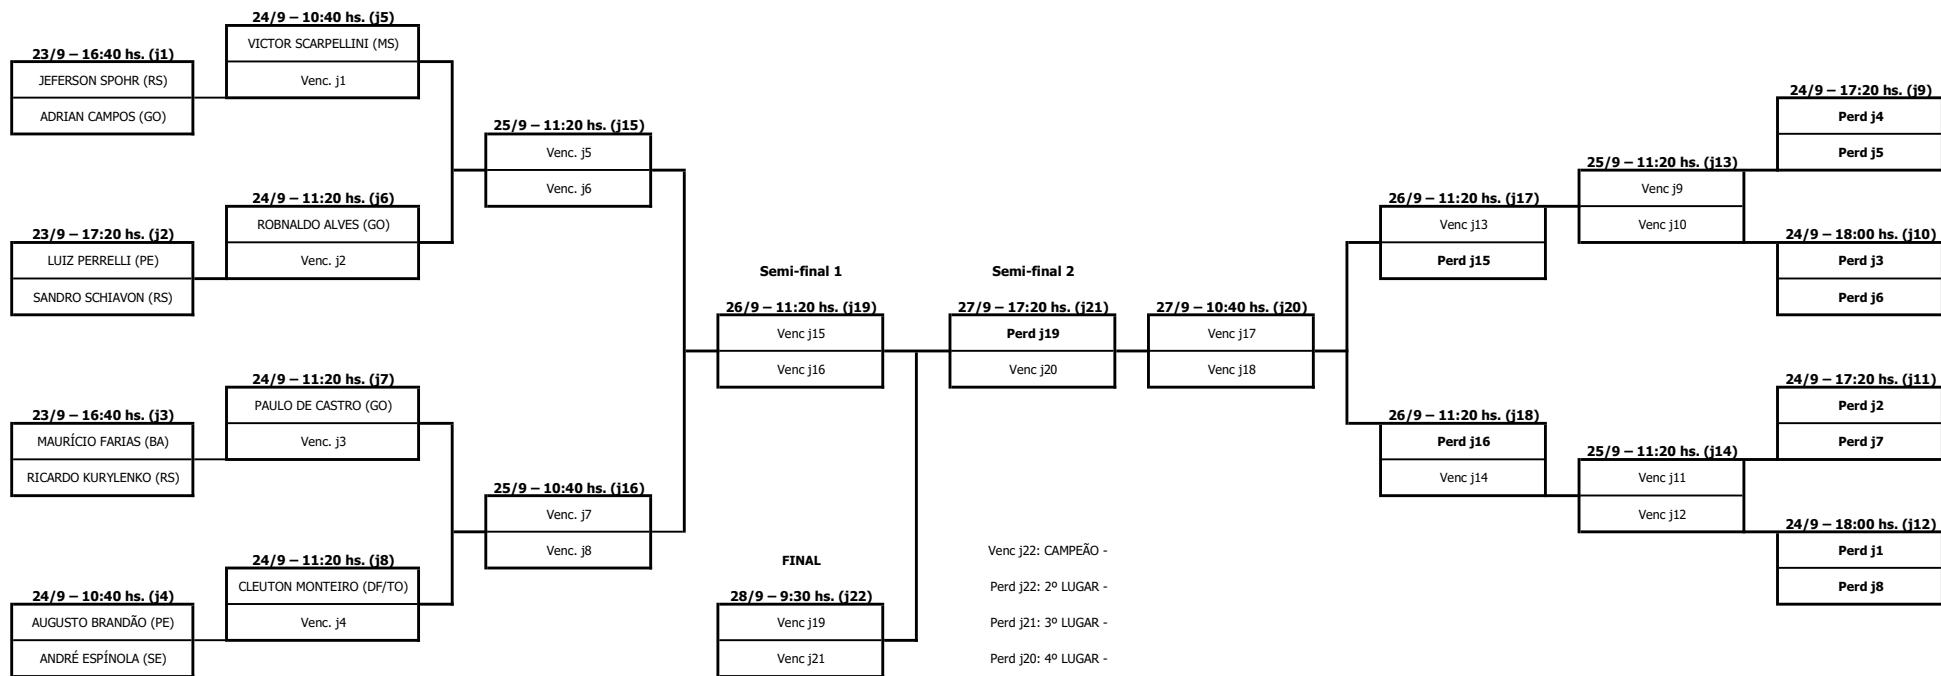 24/9 – 10:40 hs. (j5)
VICTOR SCARPELLINI (MS)
Venc. j1
23/9 – 16:40 hs. (j1)
JEFERSON SPOHR (RS)
ADRIAN CAMPOS (GO)
24/9 – 11:20 hs. (j6)
ROBNALDO ALVES (GO)
Venc. j2
23/9 – 17:20 hs. (j2)
LUIZ PERRELLI (PE)
SANDRO SCHIAVON (RS)
24/9 – 11:20 hs. (j7)
PAULO DE CASTRO (GO)
Venc. j3
23/9 – 16:40 hs. (j3)
MAURÍCIO FARIAS (BA)
RICARDO KURYLENKO (RS)
24/9 – 11:20 hs. (j8)
CLEUTON MONTEIRO (DF/TO)
Venc. j4
24/9 – 10:40 hs. (j4)
AUGUSTO BRANDÃO (PE)
ANDRÉ ESPÍNOLA (SE)
25/9 – 11:20 hs. (j15)
Venc. j5
Venc. j6
25/9 – 10:40 hs. (j16)
Venc. j7
Venc. j8
Semi-final 1
26/9 – 11:20 hs. (j19)
Venc j15
Venc j16
FINAL
28/9 – 9:30 hs. (j22)
Venc j19
Venc j21
Semi-final 2
27/9 – 17:20 hs. (j21)
Perd j19
Venc j20
Venc j22: CAMPEÃO -
Perd j22: 2º LUGAR -
Perd j21: 3º LUGAR -
Perd j20: 4º LUGAR -
27/9 – 10:40 hs. (j20)
Venc j17
Venc j18
26/9 – 11:20 hs. (j17)
Venc j13
Perd j15
26/9 – 11:20 hs. (j18)
Perd j16
Venc j14
25/9 – 11:20 hs. (j13)
Venc j9
Venc j10
25/9 – 11:20 hs. (j14)
Venc j11
Venc j12
24/9 – 17:20 hs. (j9)
Perd j4
Perd j5
24/9 – 18:00 hs. (j10)
Perd j3
Perd j6
24/9 – 17:20 hs. (j11)
Perd j2
Perd j7
24/9 – 18:00 hs. (j12)
Perd j1
Perd j8